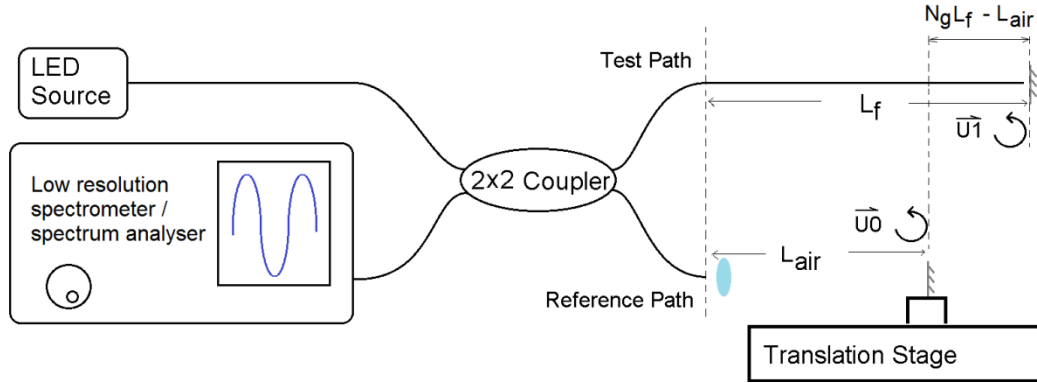 LED
Source
Low resolution
spectrometer /
spectrum analyser
2x2 Coupler
Test Path
Reference Path
NgLf - Lair
Lf
U1
U0
Lair
Translation Stage